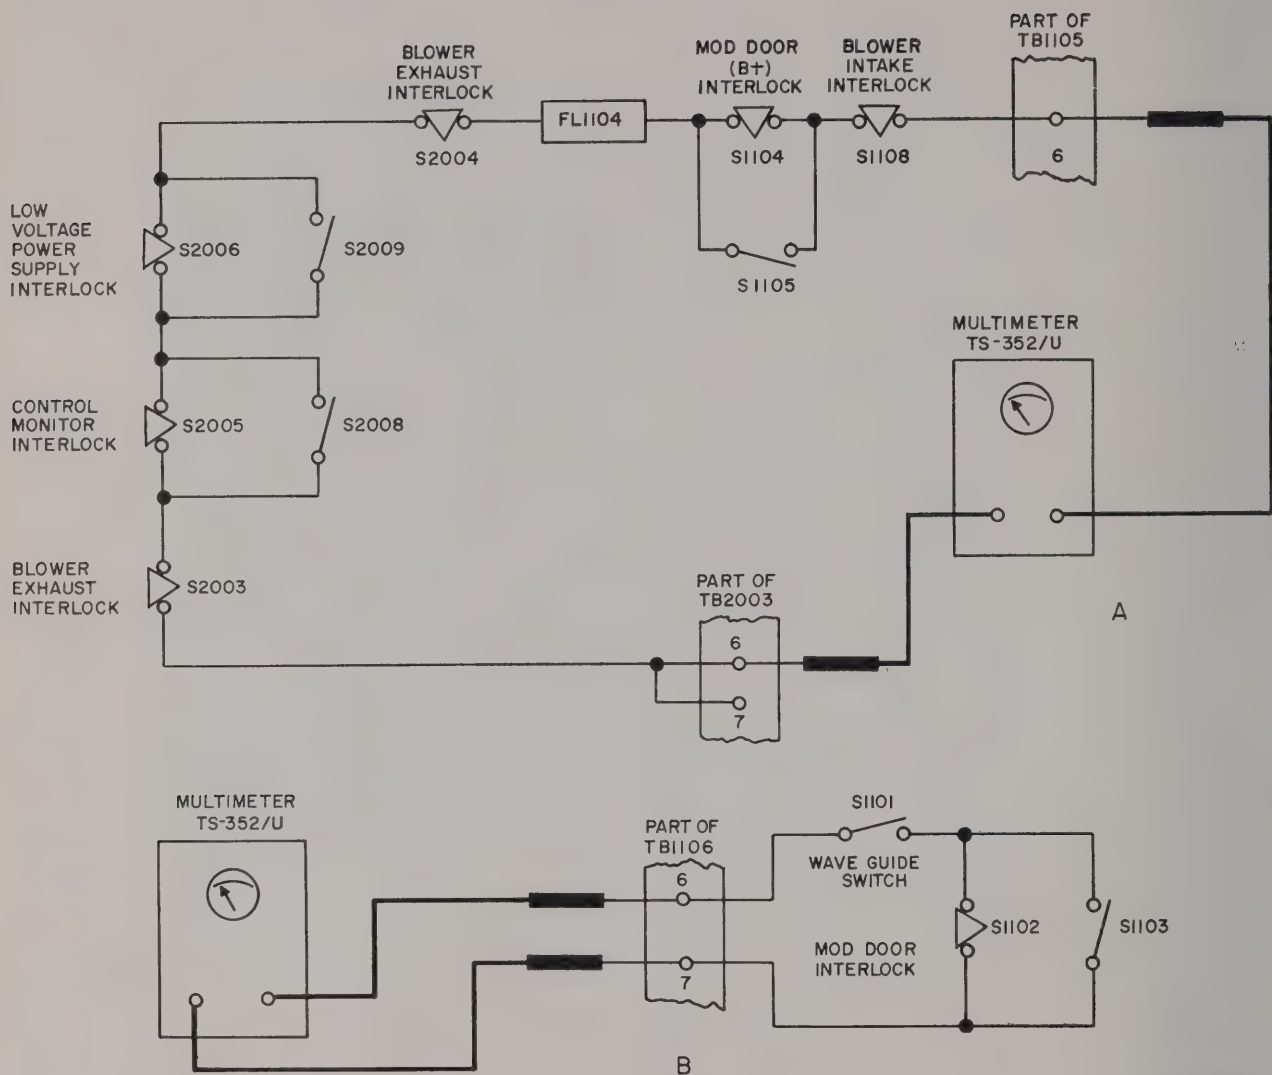 PART OF
TB1105
BLOWER
EXHAUST
INTERLOCK
MOD DOOR
(B+)
INTERLOCK
BLOWER
INTAKE
INTERLOCK
FL1104
S2004
S1104
S1108
6
LOW
VOLTAGE
POWER
SUPPLY
INTERLOCK
S2006
S2009
S1105
MULTIMETER
TS-352/U
CONTROL
MONITOR
INTERLOCK
S2005
S2008
BLOWER
EXHAUST
INTERLOCK
S2003
PART OF
TB2003
6
7
A
MULTIMETER
TS-352/U
PART OF
TB1106
6
7
S1101
WAVE GUIDE
SWITCH
S1102
S1103
MOD DOOR
INTERLOCK
B